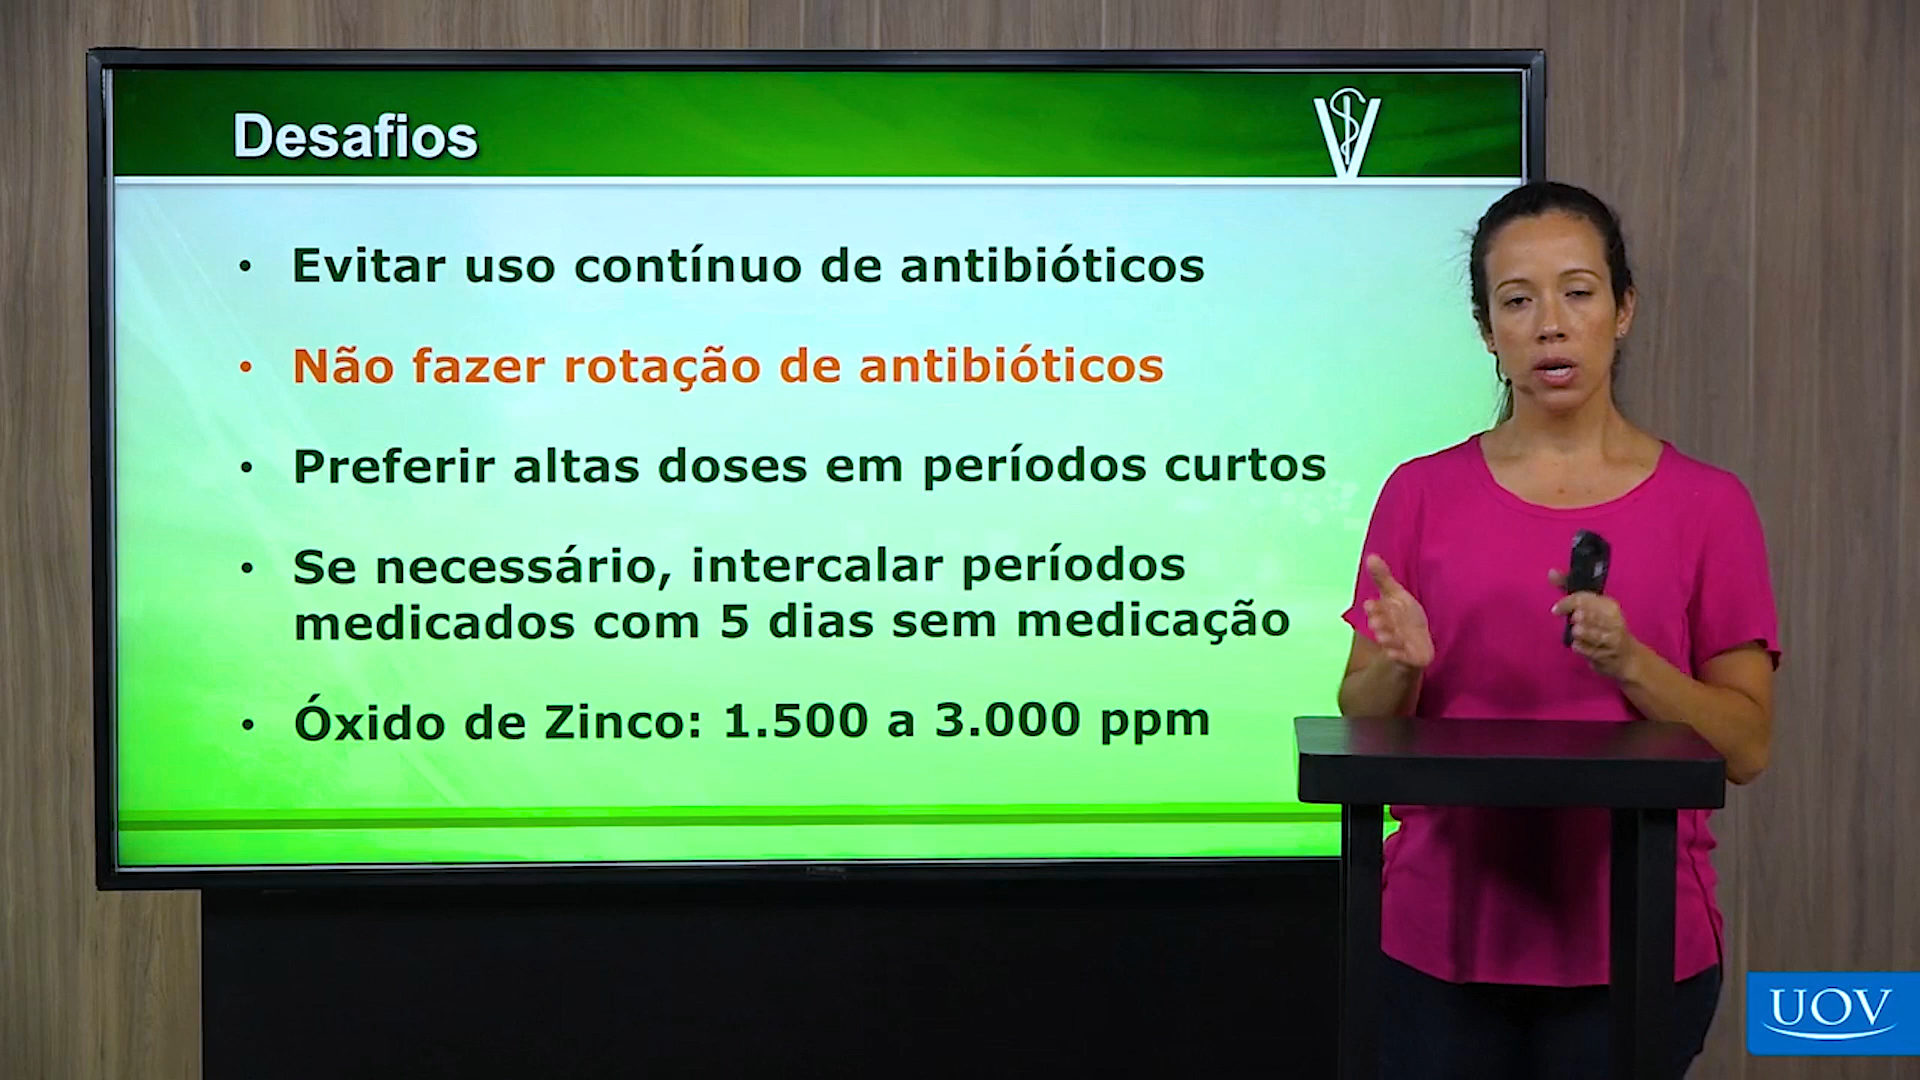 Desafios
• Evitar uso contínuo de antibióticos
• Não fazer rotação de antibióticos
• Preferir altas doses em períodos curtos
• Se necessário, intercalar períodos
medicados com 5 dias sem medicação
• Óxido de Zinco: 1.500 a 3.000 ppm
UOV